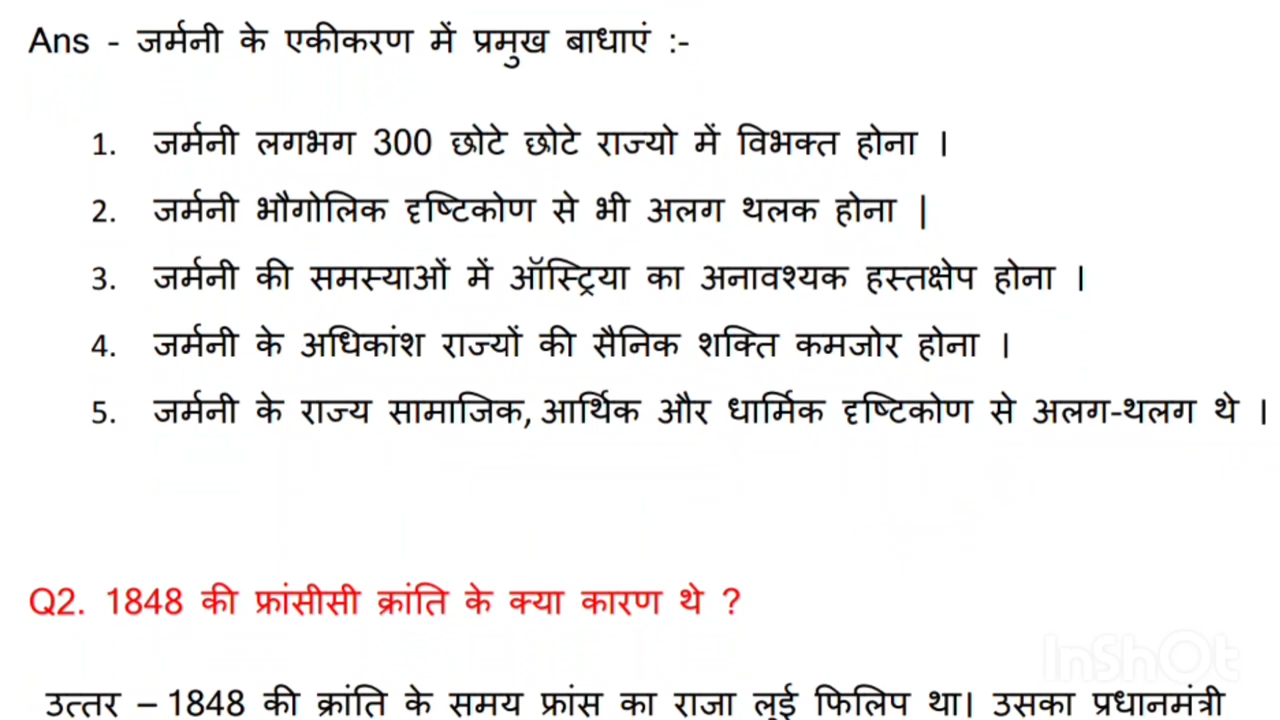 Ans - जर्मनी के एकीकरण में प्रमुख बाधाएं :-
1. जर्मनी लगभग 300 छोटे छोटे राज्यो में विभक्त होना ।
2. जर्मनी भौगोलिक दृष्टिकोण से भी अलग थलक होना |
3. जर्मनी की समस्याओं में ऑस्ट्रिया का अनावश्यक हस्तक्षेप होना ।
4. जर्मनी के अधिकांश राज्यों की सैनिक शक्ति कमजोर होना ।
5. जर्मनी के राज्य सामाजिक, आर्थिक और धार्मिक दृष्टिकोण से अलग-थलग थे ।
Q2. 1848 की फ्रांसीसी क्रांति के क्या कारण थे ?
InShOt
उत्तर – 1848 की क्रांति के समय फ्रांस का राजा लुई फिलिप था। उसका प्रधानमंत्री